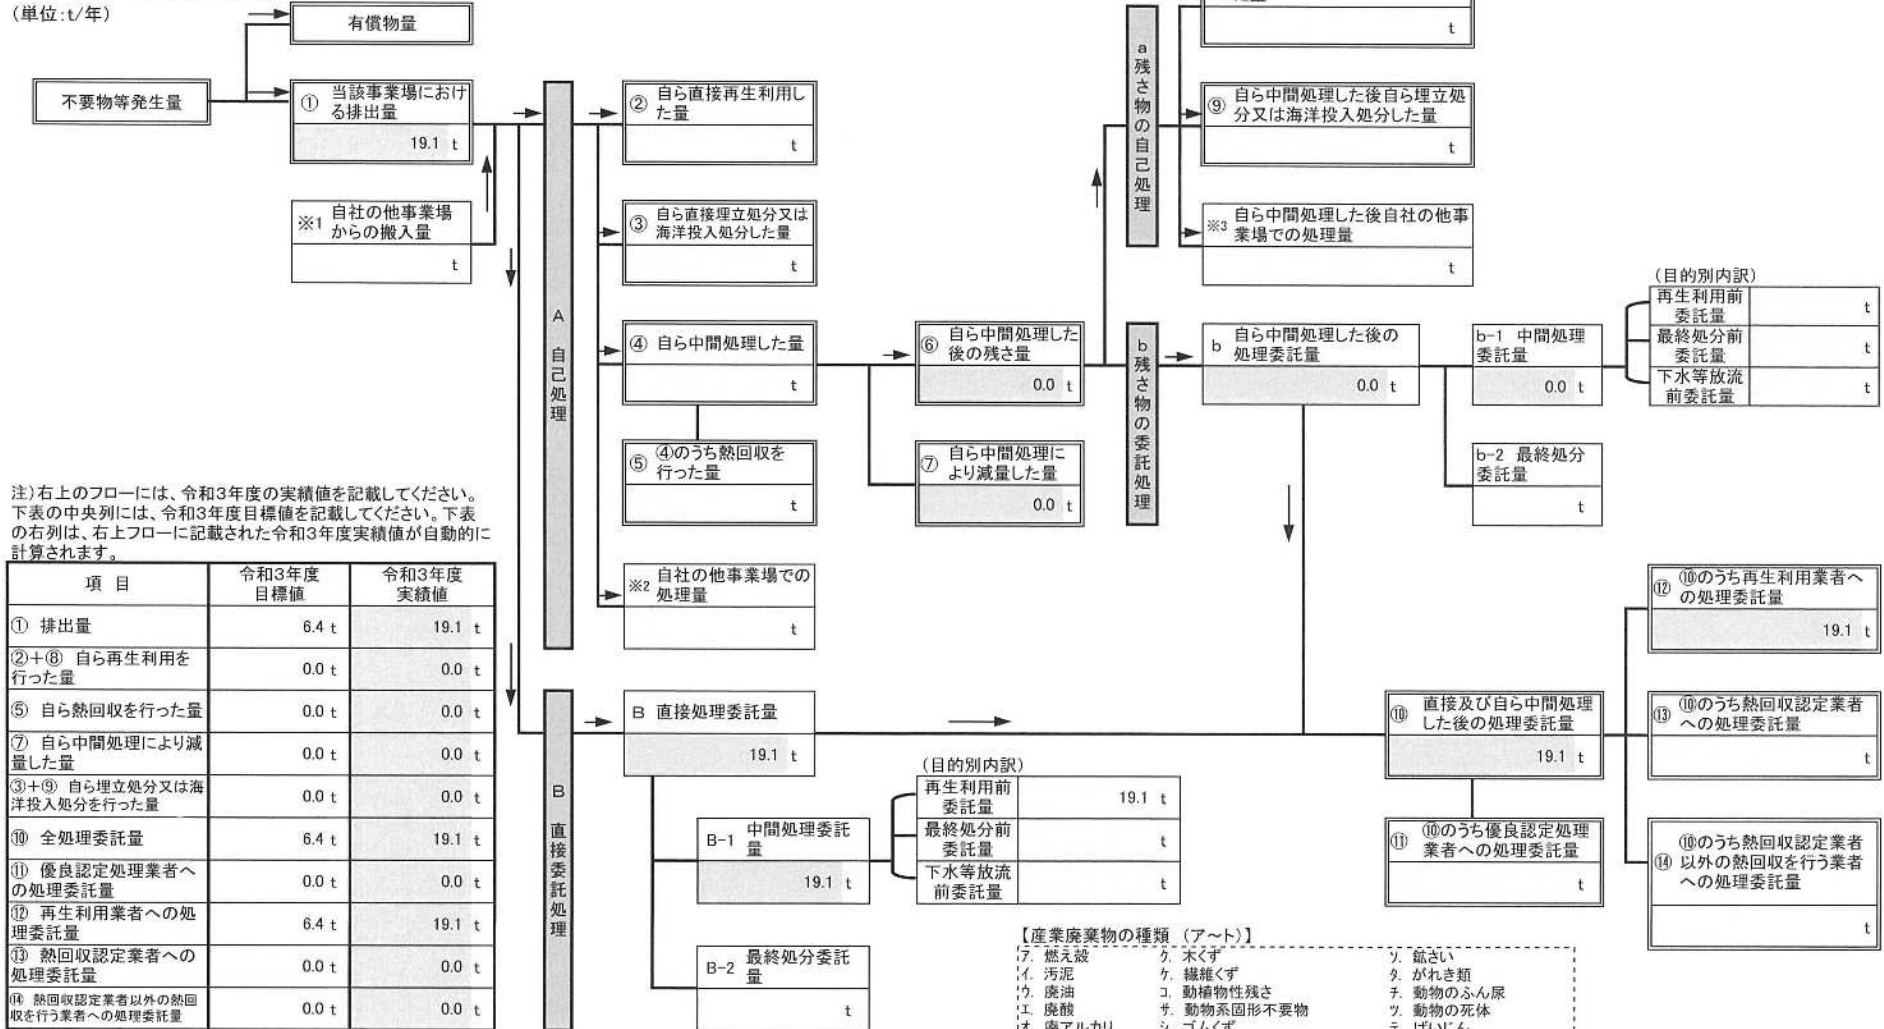 (単位:t/年)
有償物量
不要物等発生量
① 当該事業場におけ
る排出量
19.1 t
※1 自社の他事業場
からの搬入量
t
A 自己処理
② 自ら直接再生利用し
た量
t
③ 自ら直接埋立処分又は
海洋投入処分した量
t
④ 自ら中間処理した量
t
⑤ ④のうち熱回収を
行った量
t
※2 自社の他事業場での
処理量
t
⑥ 自ら中間処理した
後の残さ量
0.0 t
⑦ 自ら中間処理に
より減量した量
0.0 t
a 残さ物の自己処理
t
⑨ 自ら中間処理した後自ら埋立処
分又は海洋投入処分した量
t
※3 自ら中間処理した後自社の他事
業場での処理量
t
b 残さ物の委託処理
b 自ら中間処理した後の
処理委託量
0.0 t
b-1 中間処理
委託量
0.0 t
(目的別内訳)
再生利用前
委託量
t
最終処分前
委託量
t
下水等放流
前委託量
t
b-2 最終処分
委託量
t
注)右上のフローには、令和3年度の実績値を記載してください。
下表の中央列には、令和3年度目標値を記載してください。下表
の右列は、右上フローに記載された令和3年度実績値が自動的に
計算されます。
項 目
令和3年度
目標値
令和3年度
実績値
① 排出量 6.4 t 19.1 t
②+⑧ 自ら再生利用を
行った量 0.0 t 0.0 t
⑤ 自ら熱回収を行った量 0.0 t 0.0 t
⑦ 自ら中間処理により減
量した量 0.0 t 0.0 t
③+⑨ 自ら埋立処分又は海
洋投入処分を行った量 0.0 t 0.0 t
⑩ 全処理委託量 6.4 t 19.1 t
⑪ 優良認定処理業者へ
の処理委託量 0.0 t 0.0 t
⑫ 再生利用業者への処
理委託量 6.4 t 19.1 t
⑬ 熱回収認定業者への
処理委託量 0.0 t 0.0 t
⑭ 熱回収認定業者以外の熱回
収を行う業者への処理委託量 0.0 t 0.0 t
B 直接委託処理
B 直接処理委託量
19.1 t
B-1 中間処理委託
量
19.1 t
(目的別内訳)
再生利用前
委託量
19.1 t
最終処分前
委託量
t
下水等放流
前委託量
t
B-2 最終処分委託
量
t
⑩ 直接及び自ら中間処理
した後の処理委託量
19.1 t
⑪ ⑩のうち優良認定処理
業者への処理委託量
t
⑫ ⑩のうち再生利用業者へ
の処理委託量
19.1 t
⑬ ⑩のうち熱回収認定業者
への処理委託量
t
⑭ ⑩のうち熱回収認定業者
以外の熱回収を行う業者
への処理委託量
t
【産業廃棄物の種類 (ア~ト)】
ア. 燃え殻 ク. 木くず ソ. 鉱さい
イ. 汚泥 ケ. 繊維くず タ. がれき類
ウ. 廃油 コ. 動植物性残さ チ. 動物のふん尿
エ. 廃酸 サ. 動物系固形不要物 ツ. 動物の死体
オ. 廃アルカリ シ. ゴムくず テ. ばいじん